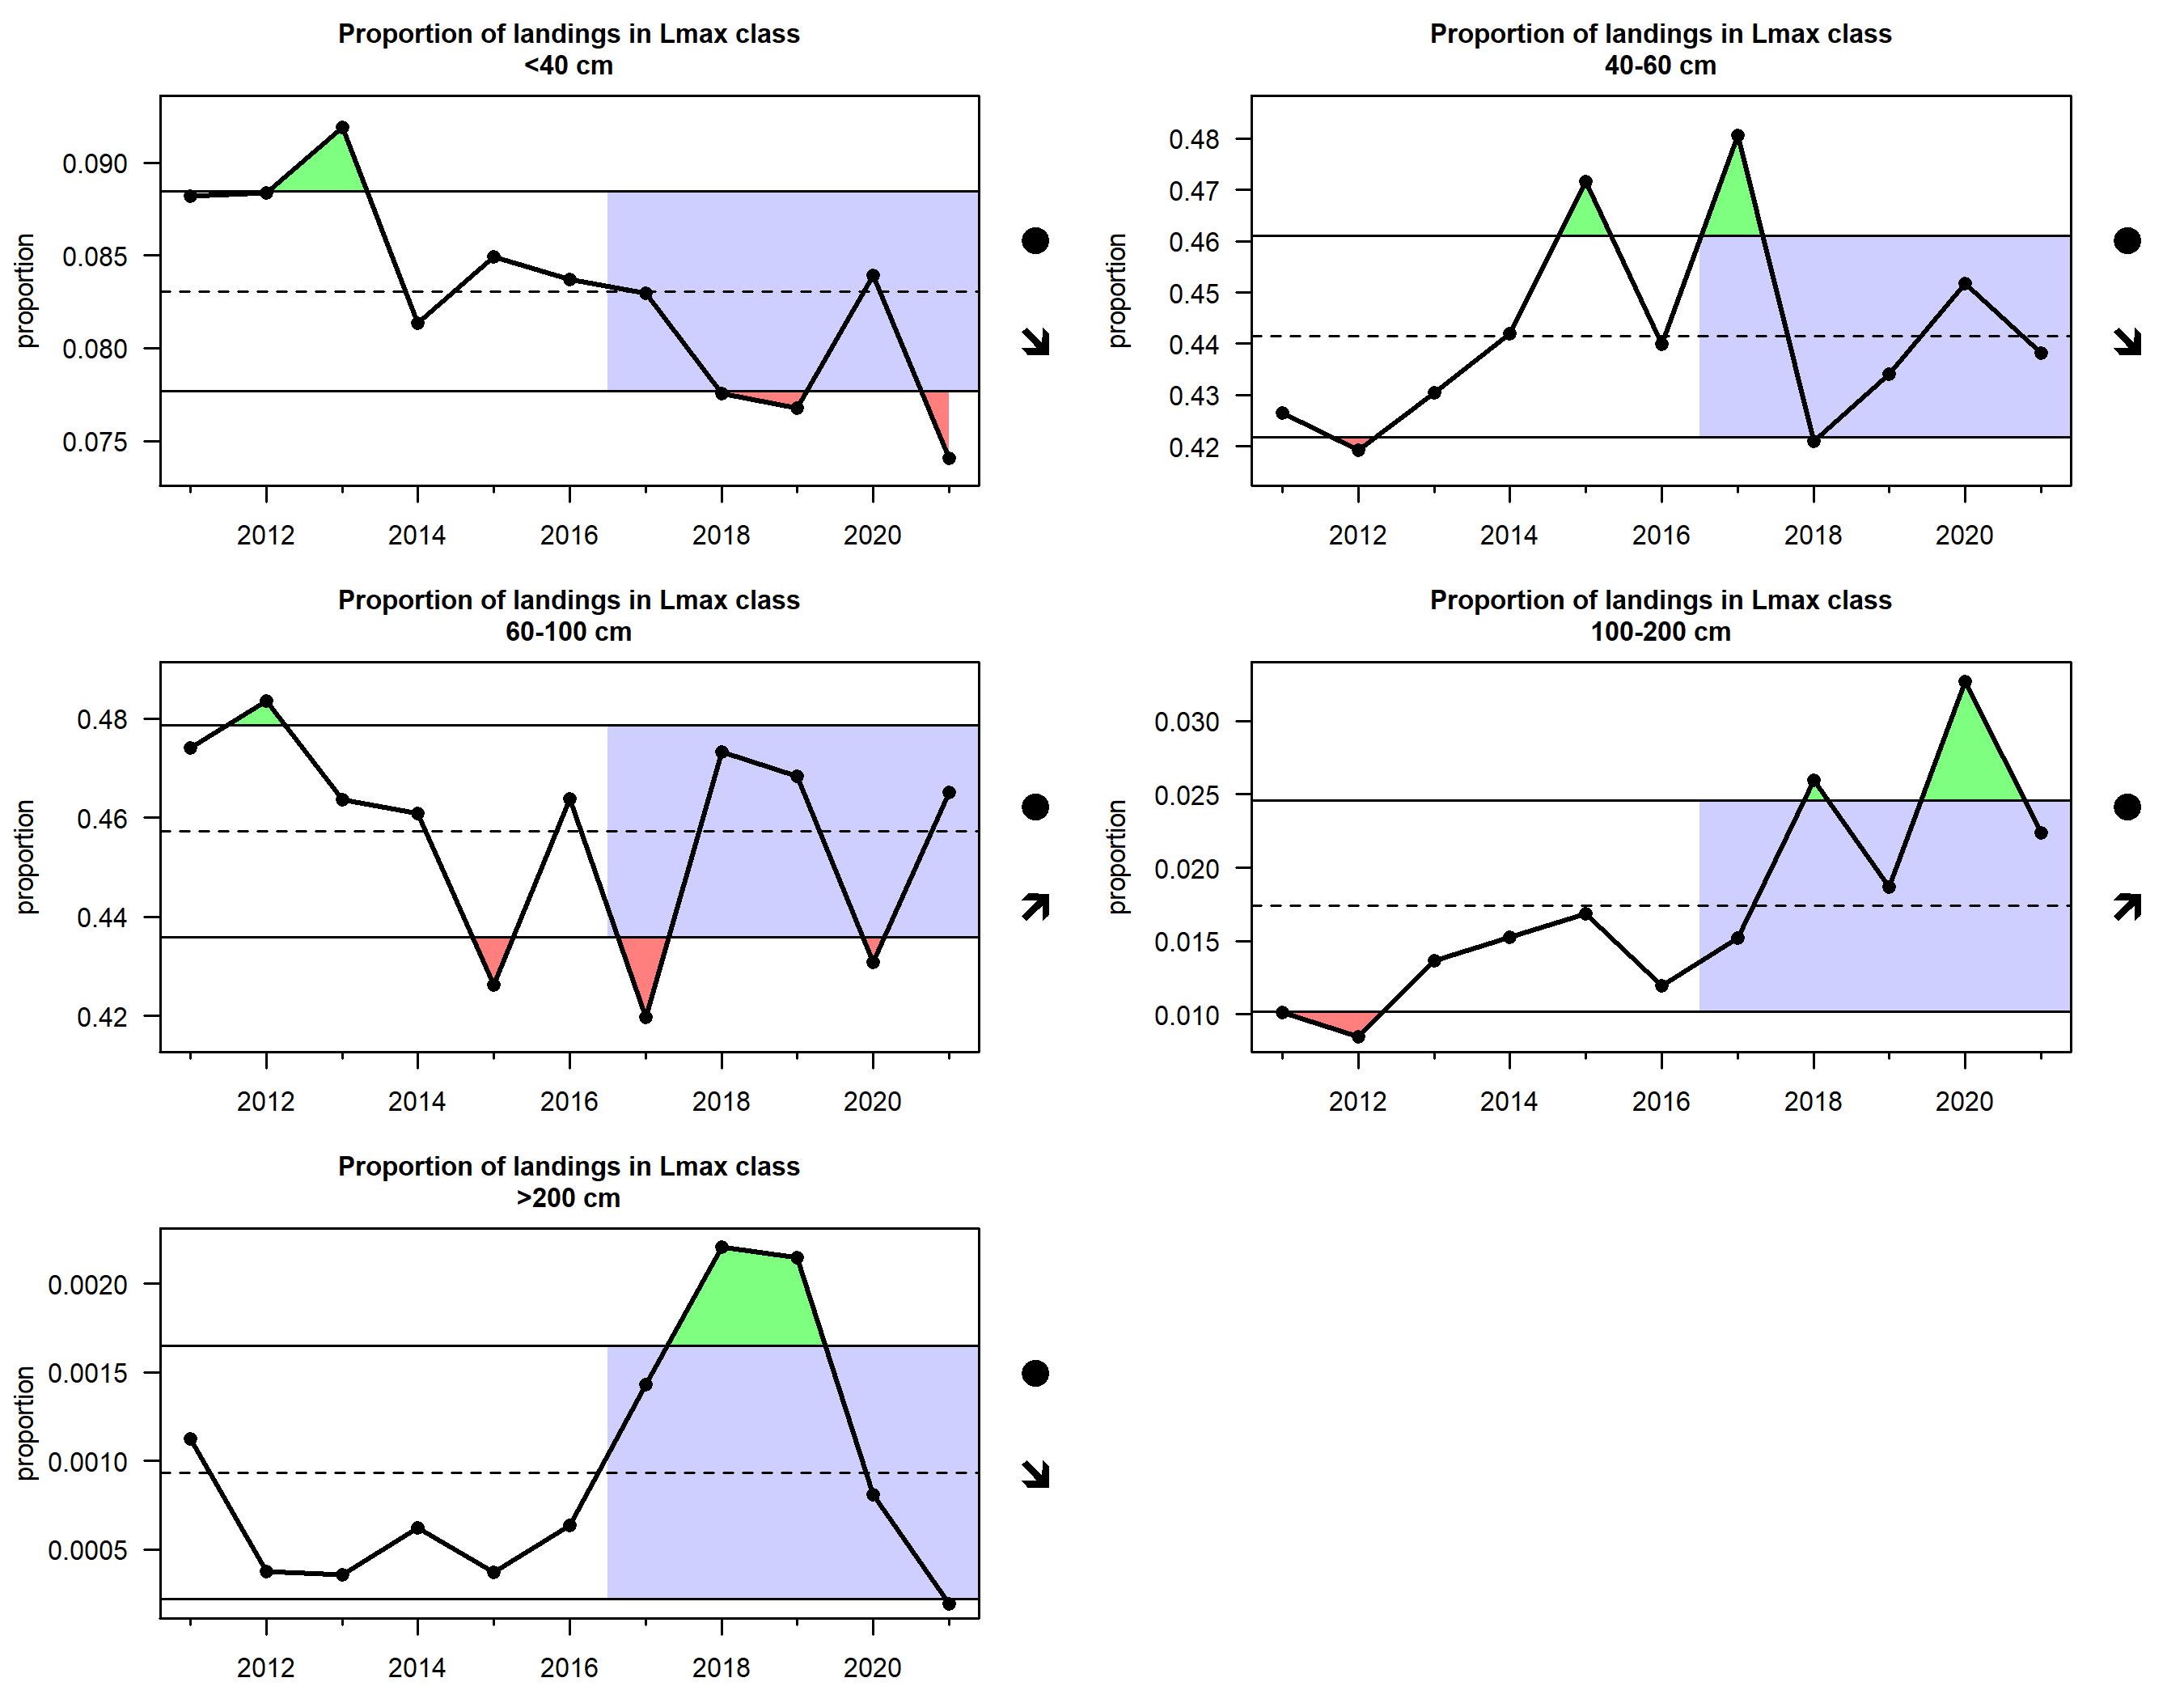 Proportion of landings in Lmax class
<40 cm
proportion
0.090
0.085
0.080
0.075
2012 2014 2016 2018 2020
Proportion of landings in Lmax class
40-60 cm
proportion
0.48
0.47
0.46
0.45
0.44
0.43
0.42
2012 2014 2016 2018 2020
Proportion of landings in Lmax class
60-100 cm
proportion
0.48
0.46
0.44
0.42
2012 2014 2016 2018 2020
Proportion of landings in Lmax class
100-200 cm
proportion
0.030
0.025
0.020
0.015
0.010
2012 2014 2016 2018 2020
Proportion of landings in Lmax class
>200 cm
proportion
0.0020
0.0015
0.0010
0.0005
2012 2014 2016 2018 2020